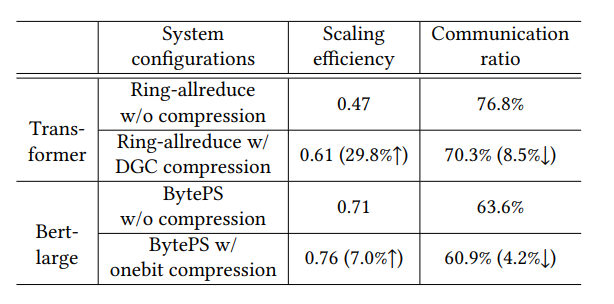 System configurations Scaling efficiency Communication ratio
Trans-
former
Ring-allreduce
w/o compression 0.47 76.8%
Ring-allreduce w/
DGC compression 0.61 (29.8%↑) 70.3% (8.5%↓)
Bert-
large
BytePS
w/o compression 0.71 63.6%
BytePS w/
onebit compression 0.76 (7.0%↑) 60.9% (4.2%↓)